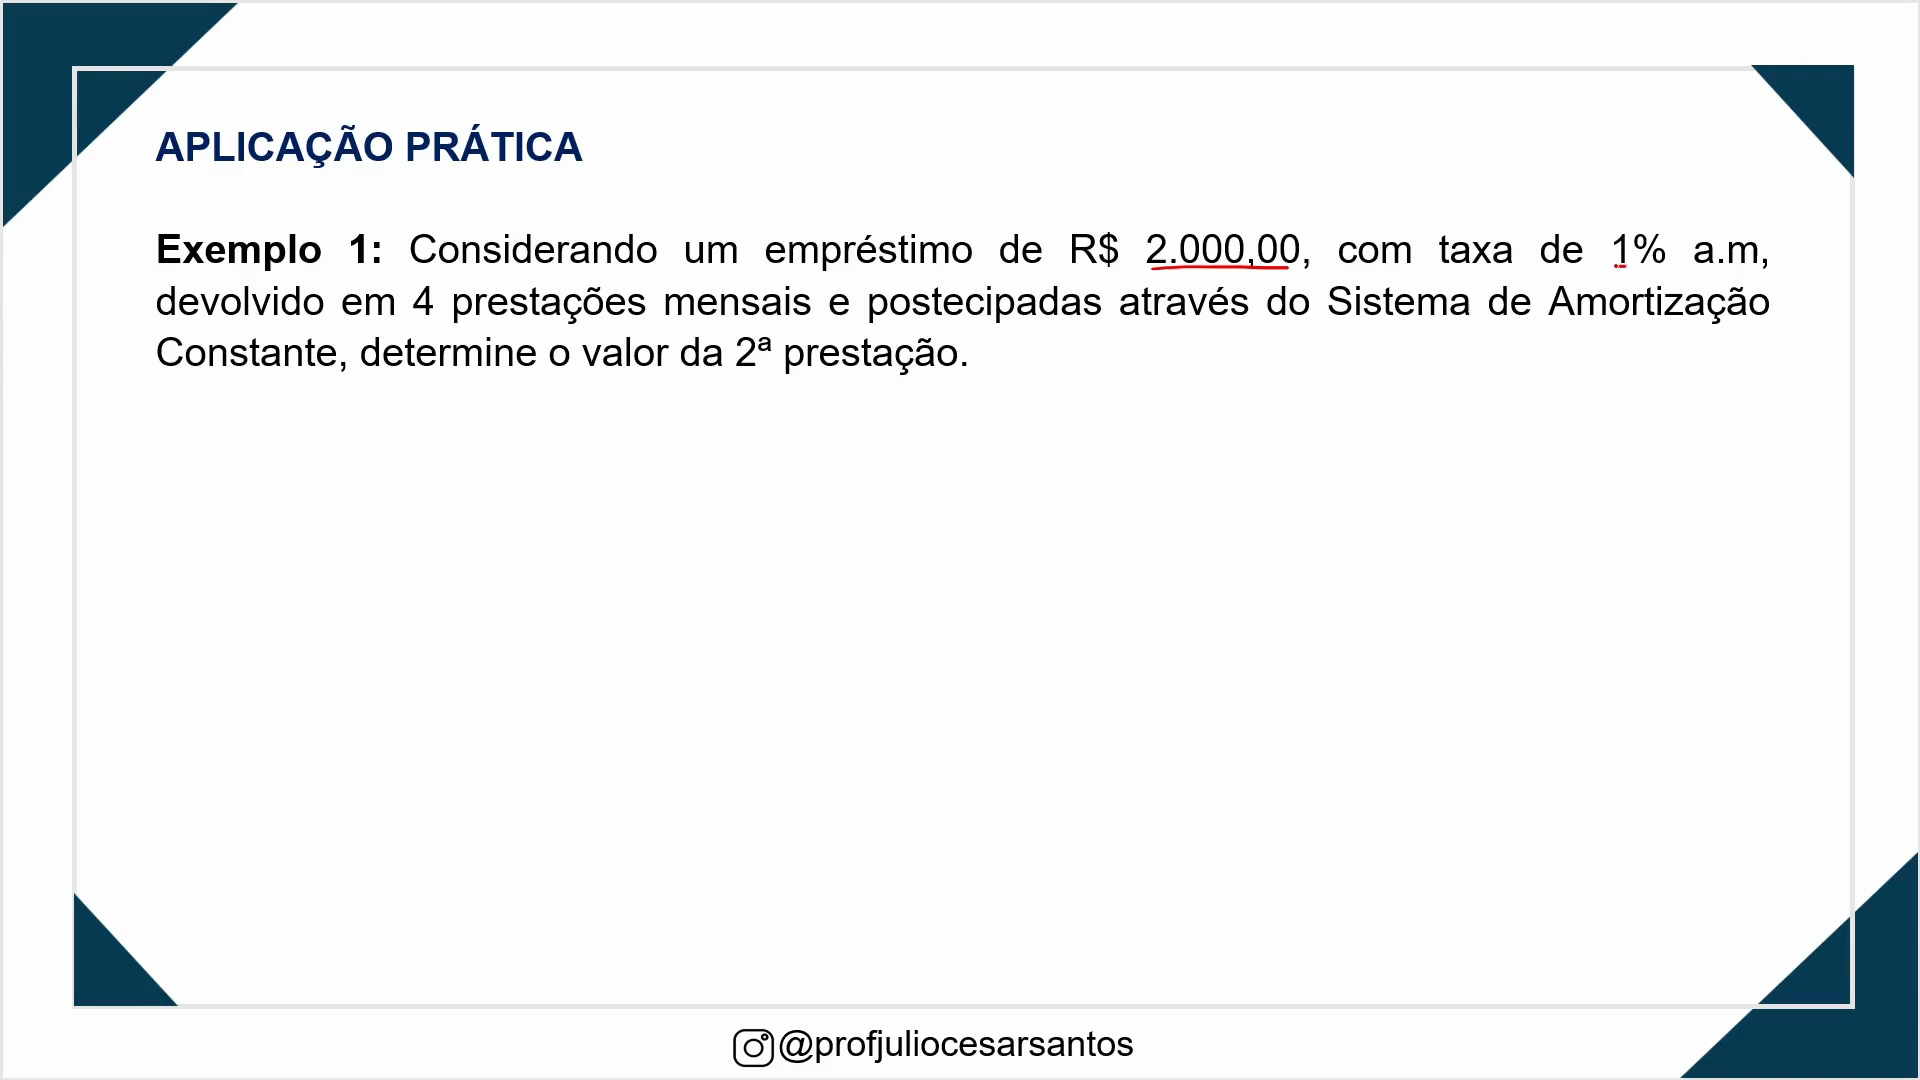 APLICAÇÃO PRÁTICA
Exemplo 1: Considerando um empréstimo de R$ 2.000,00, com taxa de 1% a.m,
devolvido em 4 prestações mensais e postecipadas através do Sistema de Amortização
Constante, determine o valor da 2ª prestação.
@profjuliocesarsantos